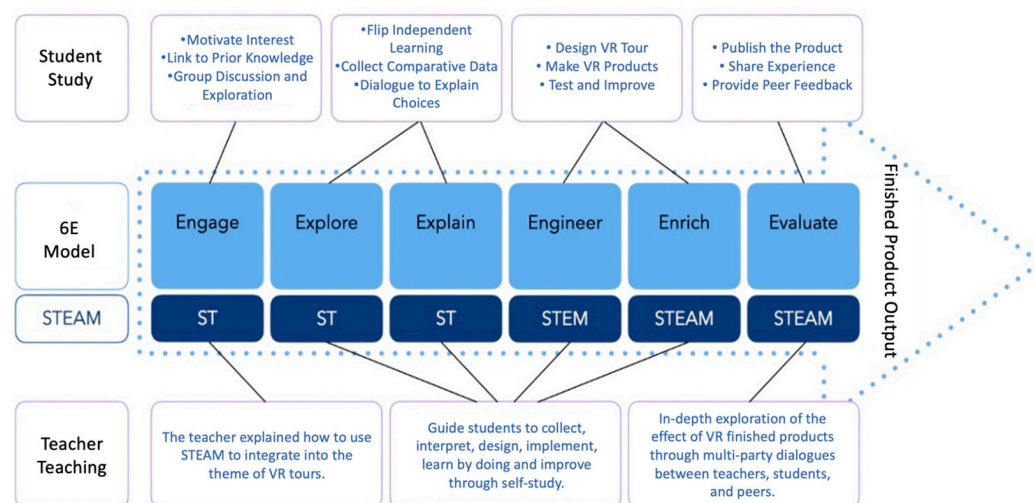 Student
Study
• Motivate Interest
• Link to Prior Knowledge
• Group Discussion and
Exploration
• Flip Independent
Learning
• Collect Comparative Data
• Dialogue to Explain
Choices
• Design VR Tour
• Make VR Products
• Test and Improve
• Publish the Product
• Share Experience
• Provide Peer Feedback
6E
Model
Engage
Explore
Explain
Engineer
Enrich
Evaluate
Finished Product Output
STEAM
ST
ST
ST
STEM
STEAM
STEAM
Teacher
Teaching
The teacher explained how to use
STEAM to integrate into the
theme of VR tours.
Guide students to collect,
interpret, design, implement,
learn by doing and improve
through self-study.
In-depth exploration of the
effect of VR finished products
through multi-party dialogues
between teachers, students,
and peers.